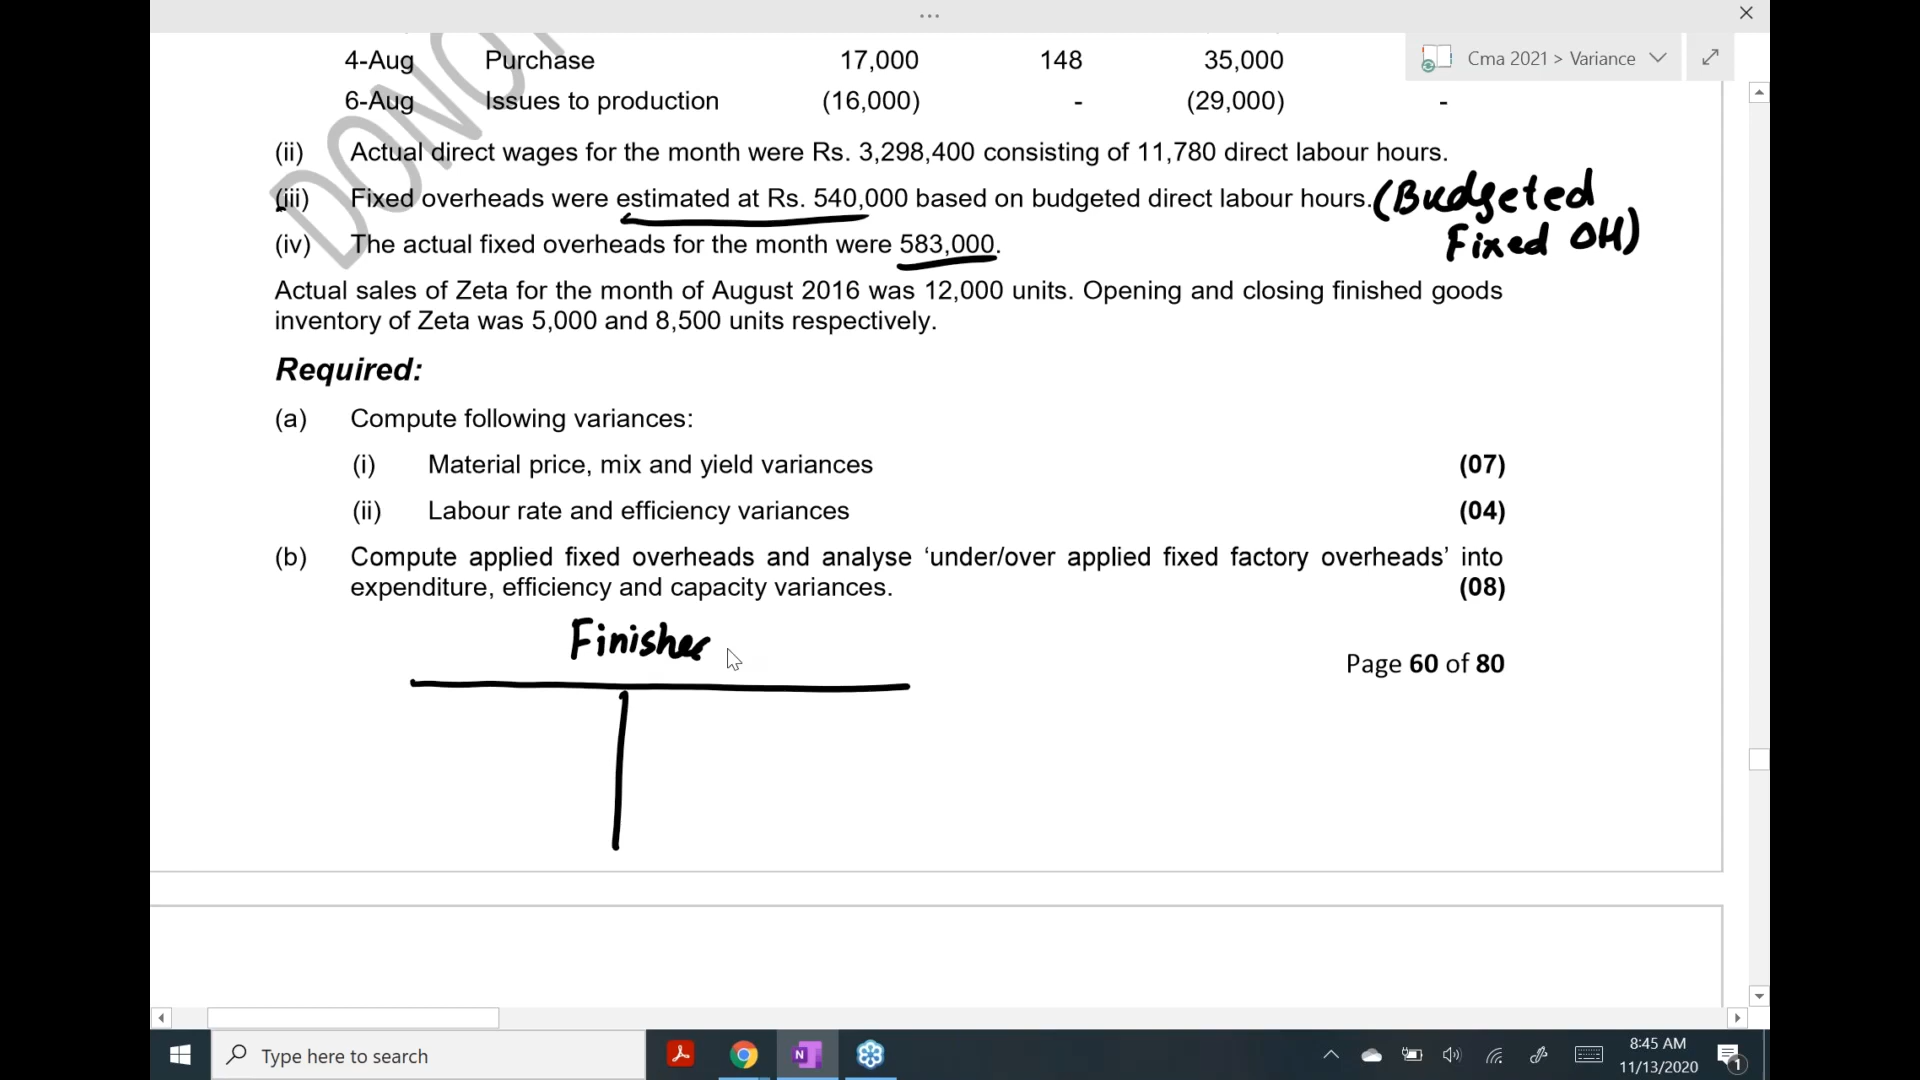 4-Aug Purchase 17,000 148 35,000
Cma 2021 > Variance
6-Aug Issues to production (16,000) - (29,000) -
(ii) Actual direct wages for the month were Rs. 3,298,400 consisting of 11,780 direct labour hours.
(iii) Fixed overheads were estimated at Rs. 540,000 based on budgeted direct labour hours. (Budgeted
Fixed OH)
(iv) The actual fixed overheads for the month were 583,000.
Actual sales of Zeta for the month of August 2016 was 12,000 units. Opening and closing finished goods
inventory of Zeta was 5,000 and 8,500 units respectively.
Required:
(a) Compute following variances:
(i) Material price, mix and yield variances (07)
(ii) Labour rate and efficiency variances (04)
(b) Compute applied fixed overheads and analyse ‘under/over applied fixed factory overheads’ into
expenditure, efficiency and capacity variances. (08)
Finishe
Page 60 of 80
Type here to search
8:45 AM
11/13/2020
1